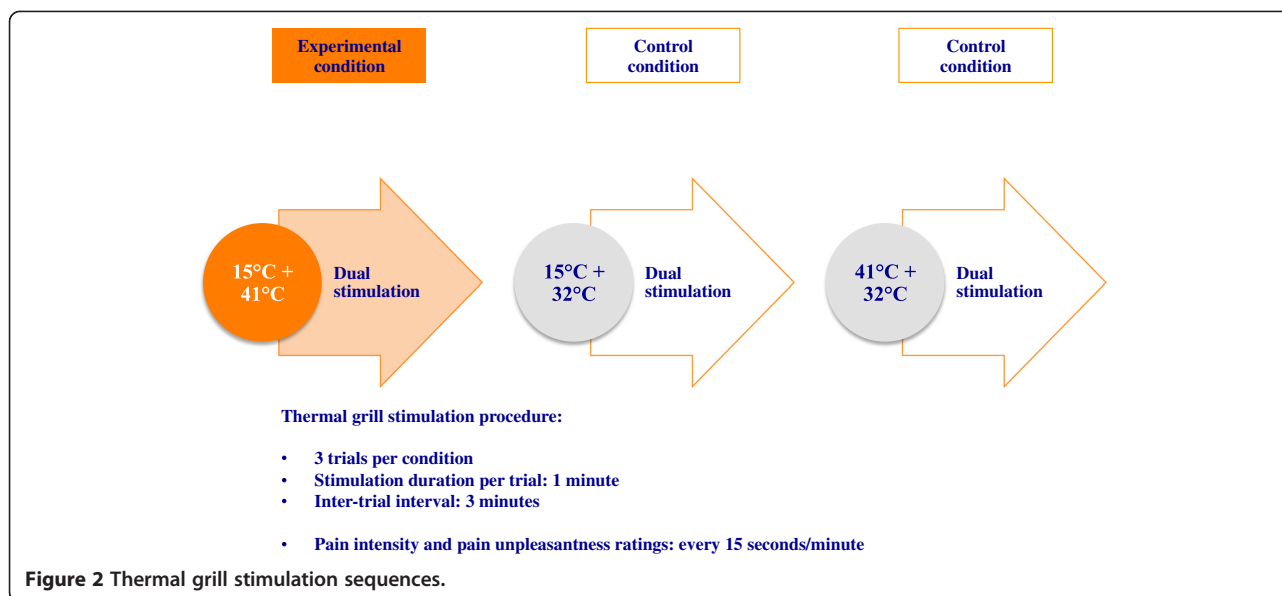 Experimental
condition
Control
condition
Control
condition
15°C +
41°C
Dual
stimulation
15°C +
32°C
Dual
stimulation
41°C +
32°C
Dual
stimulation
Thermal grill stimulation procedure:
• 3 trials per condition
• Stimulation duration per trial: 1 minute
• Inter-trial interval: 3 minutes
• Pain intensity and pain unpleasantness ratings: every 15 seconds/minute
Figure 2 Thermal grill stimulation sequences.